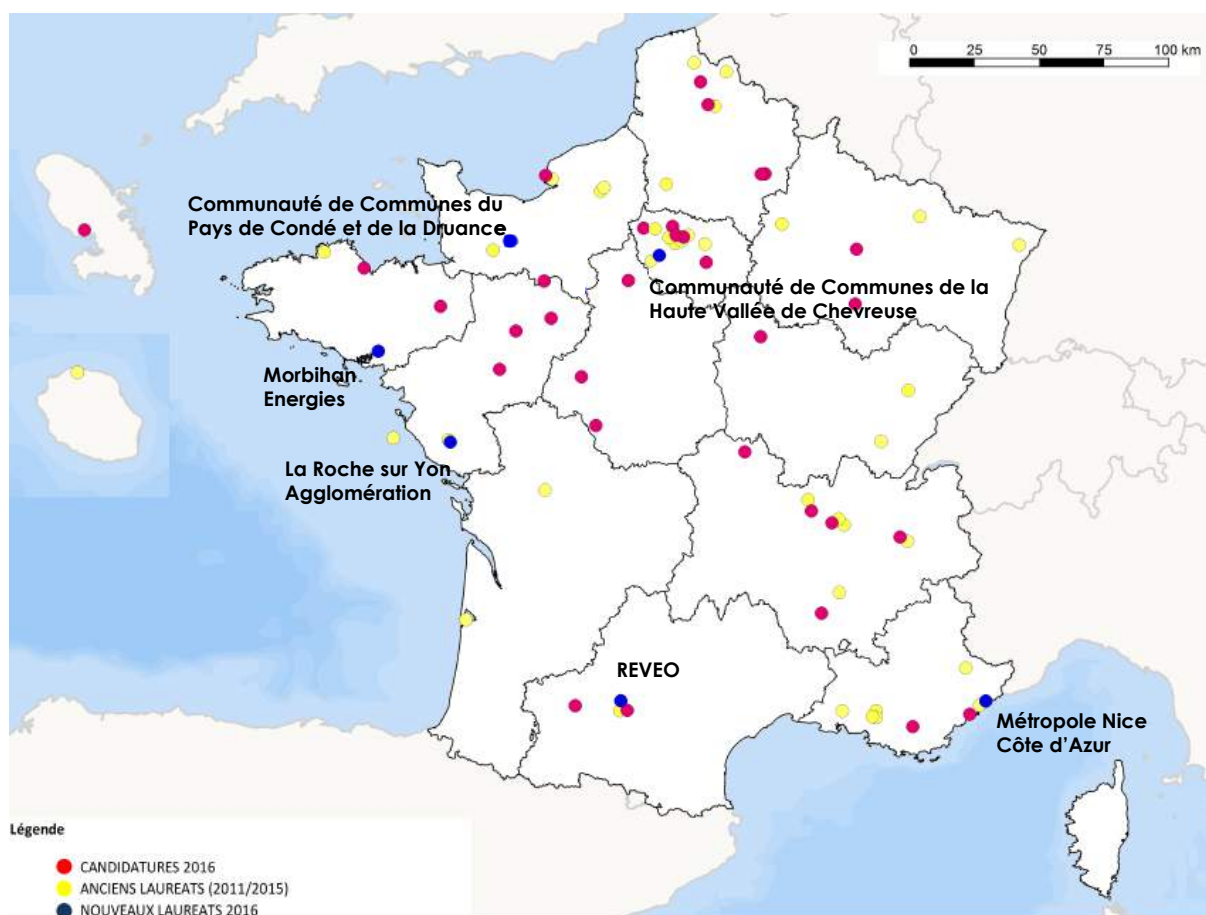 0 25 50 75 100 km
Communauté de Communes du
Pays de Condé et de la Druance
Communauté de Communes de la
Haute Vallée de Chevreuse
Morbihan
Energies
La Roche sur Yon
Agglomération
REVEO
Métropole Nice
Côte d'Azur
Légende
CANDIDATURES 2016
ANCIENS LAUREATS (2011/2015)
NOUVEAUX LAUREATS 2016